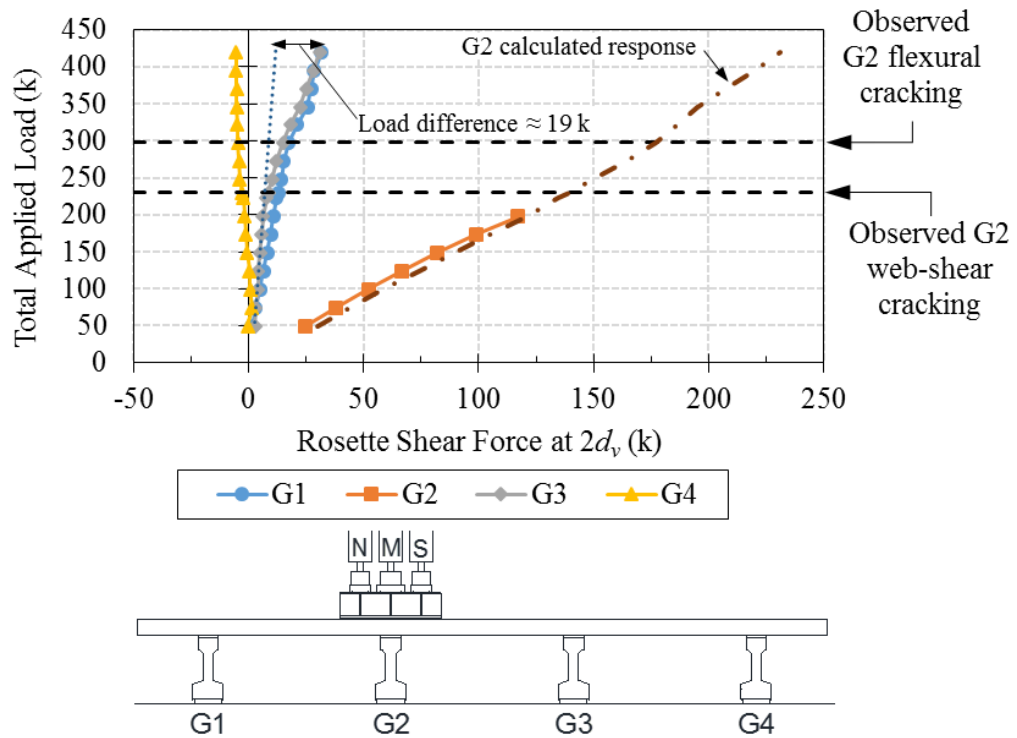 450
400
350
300
250
200
150
100
50
0
Total Applied Load (k)
-50
0
50
100
150
200
250
Rosette Shear Force at 2dᵥ (k)
G2 calculated response
Load difference ≈ 19 k
Observed
G2 flexural
cracking
Observed G2
web-shear
cracking
G1
G2
G3
G4
N M S
G1
G2
G3
G4